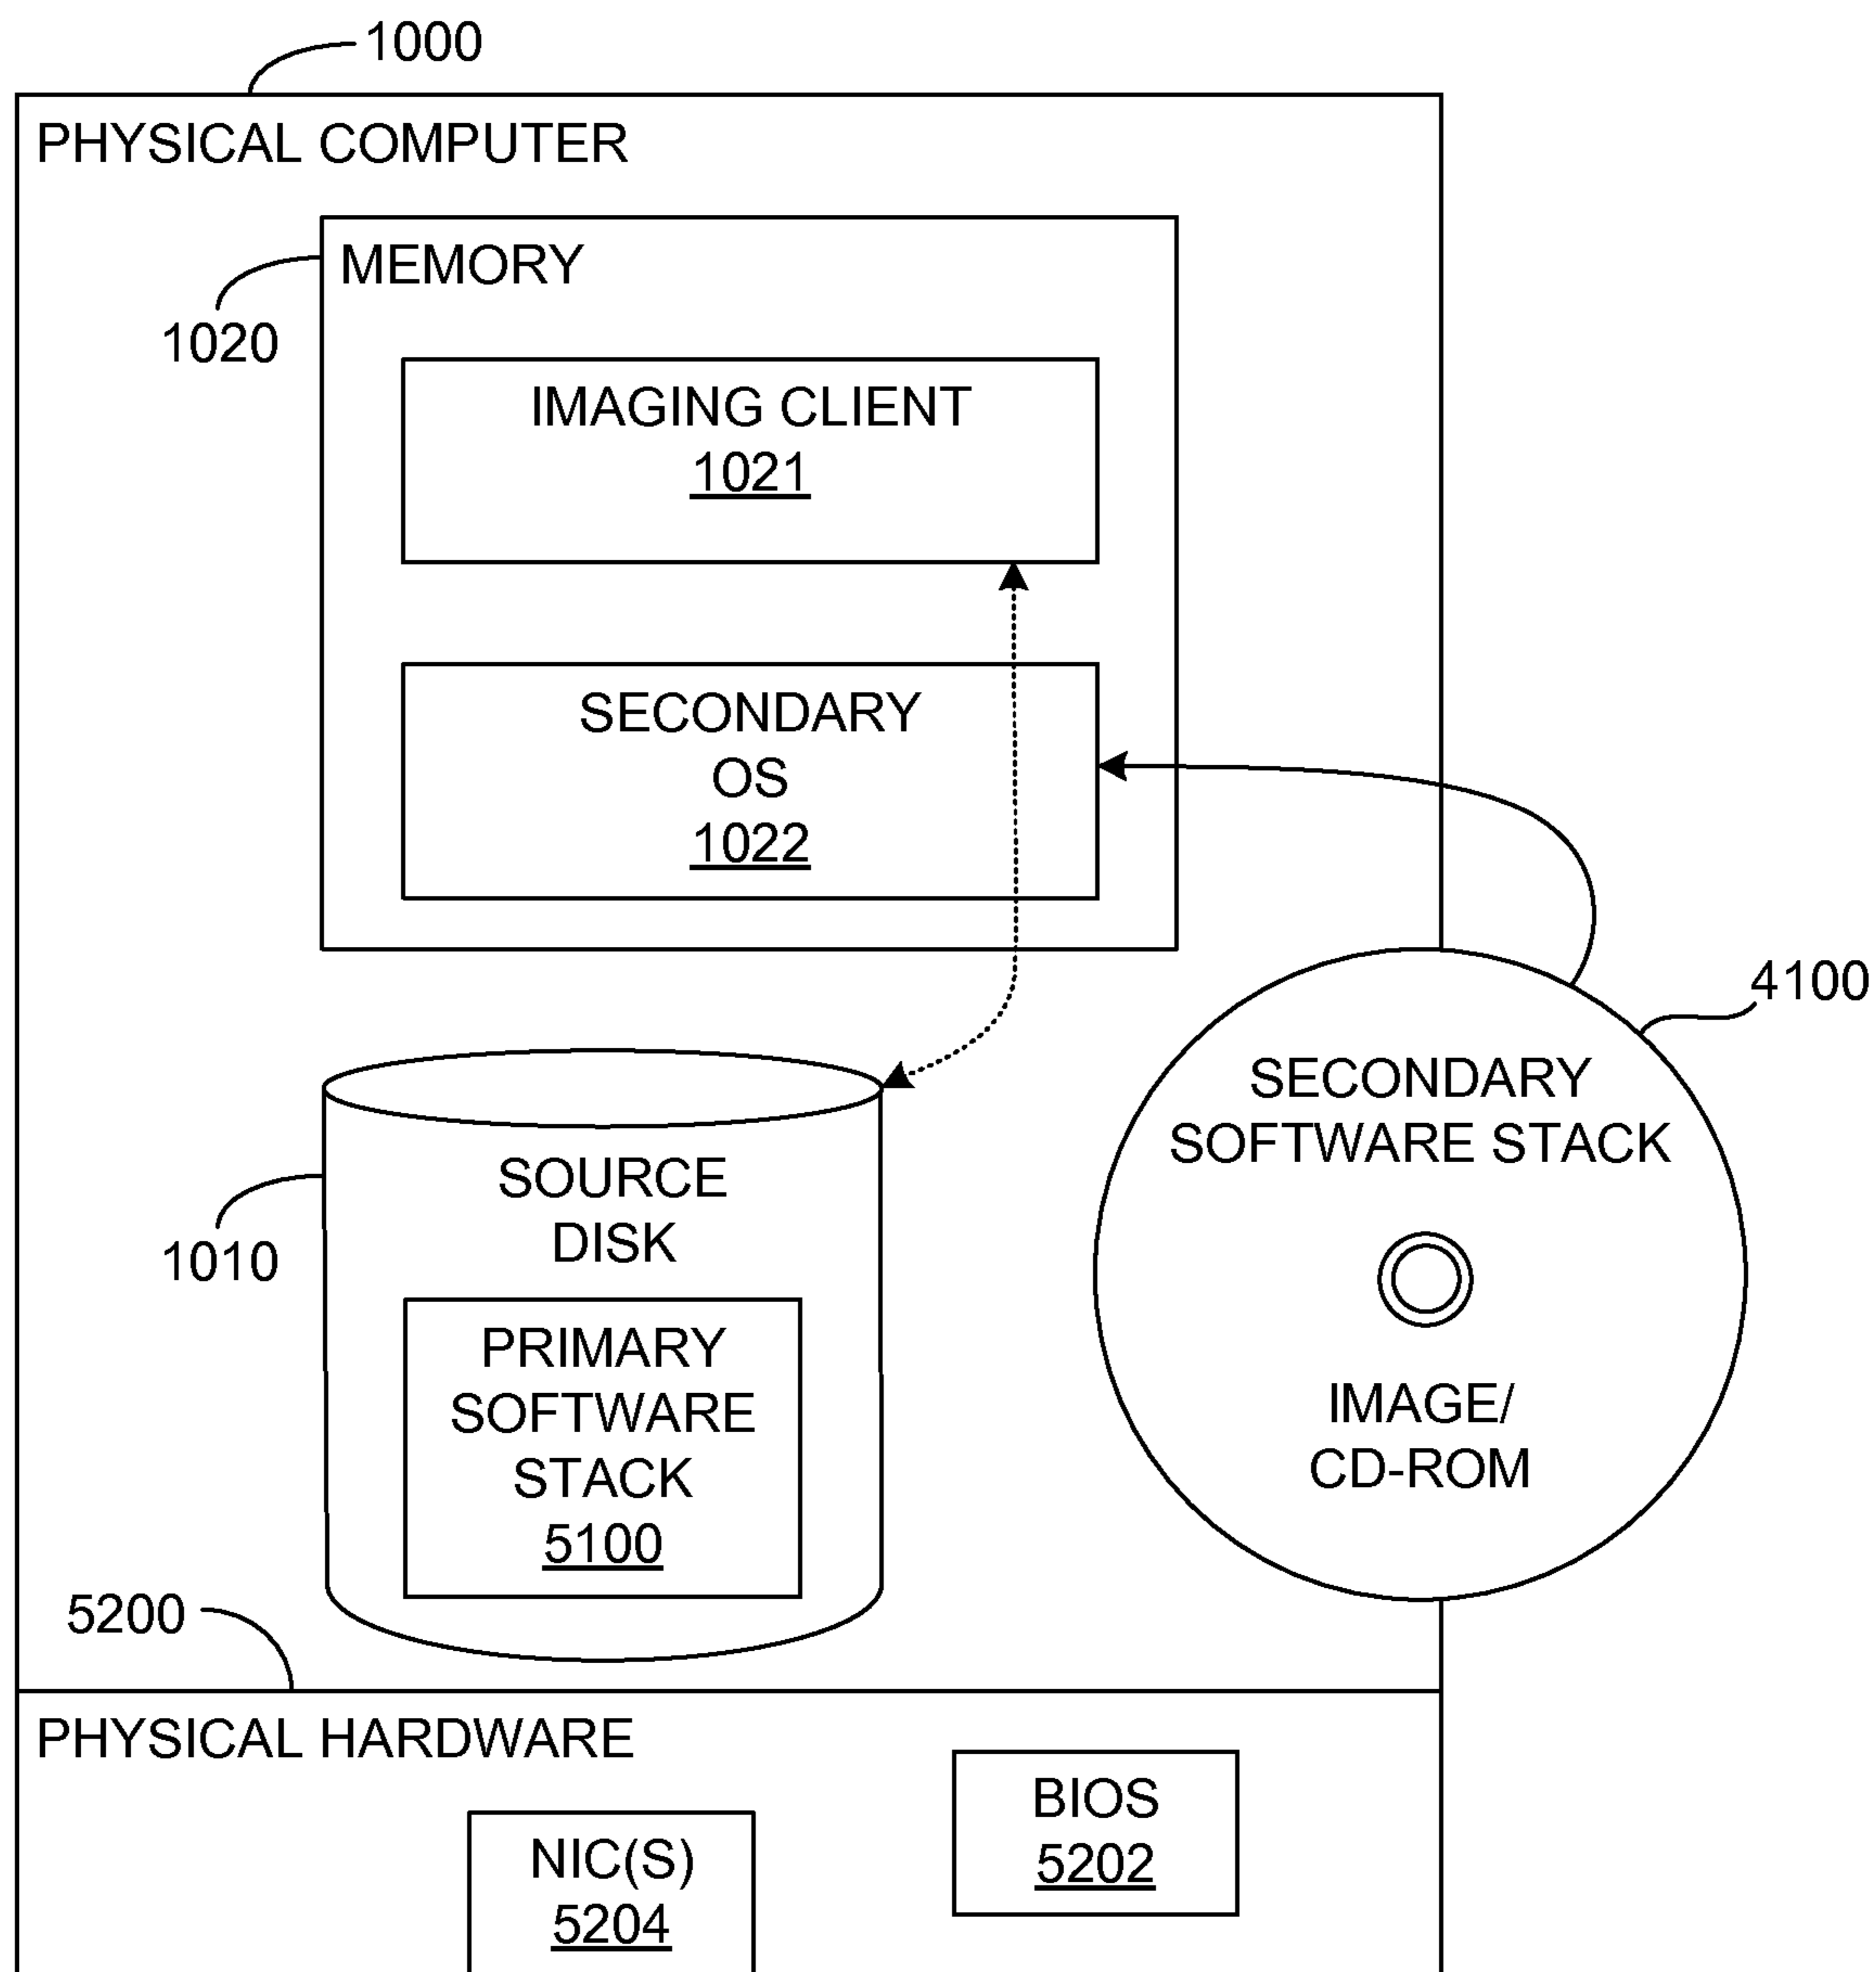 1000
PHYSICAL COMPUTER
MEMORY
1020
IMAGING CLIENT
1021
SECONDARY
OS
1022
4100
SECONDARY
SOFTWARE STACK
IMAGE/
CD-ROM
SOURCE
DISK
1010
PRIMARY
SOFTWARE
STACK
5100
5200
PHYSICAL HARDWARE
BIOS
5202
NIC(S)
5204